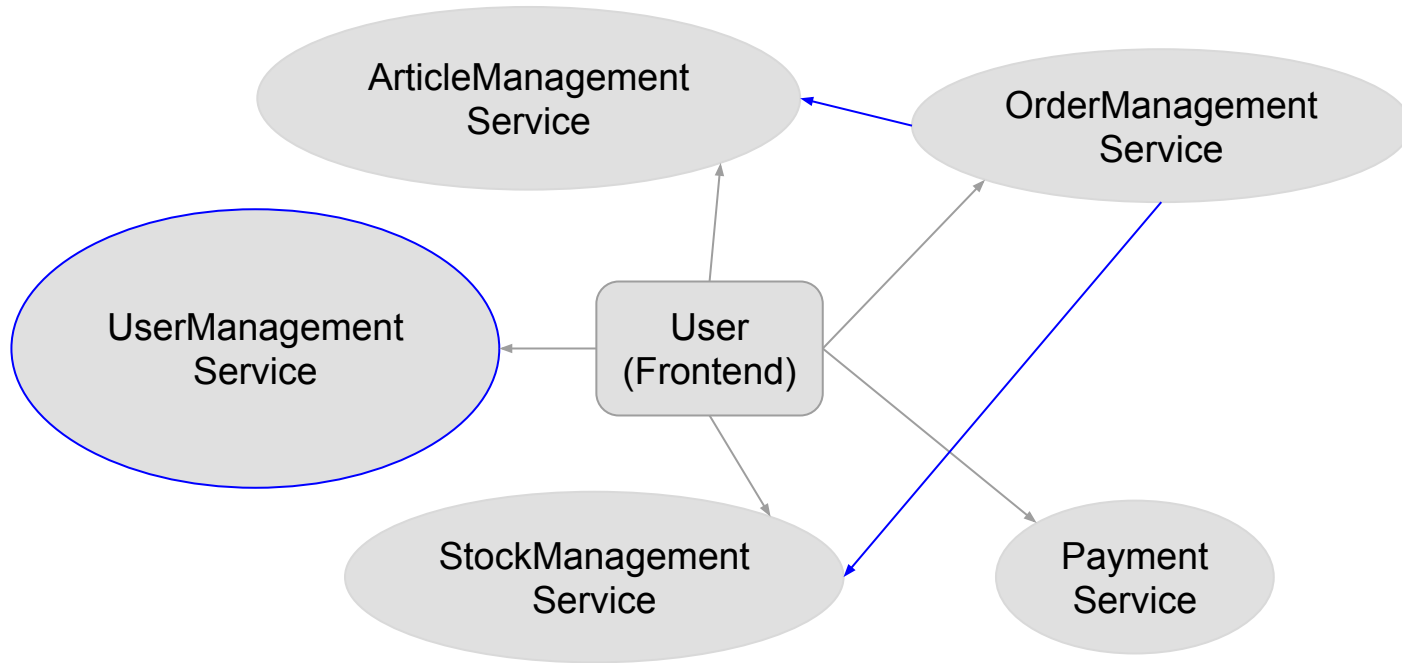 ArticleManagement
Service
OrderManagement
Service
UserManagement
Service
User
(Frontend)
StockManagement
Service
Payment
Service